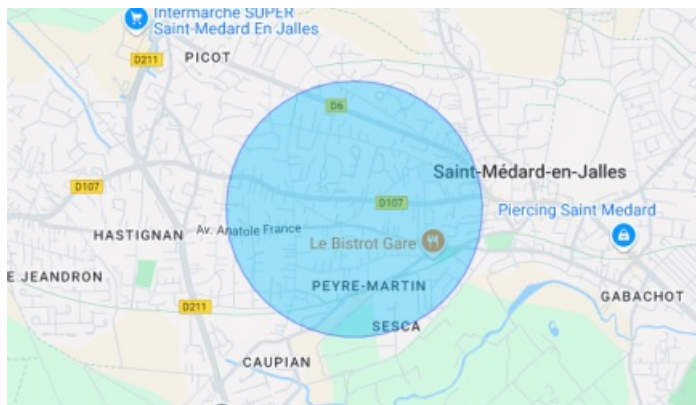 Intermarche SUPER
Saint-Medard En Jalles
D211
PICOT
D6
Saint-Médard-en-Jalles
D107
D107
Piercing Saint Medard
HASTIGNAN
Av. Anatole France
Le Bistrot Gare
E JEANDRON
PEYRE-MARTIN
GABACHOT
D211
SESCA
CAUPIAN